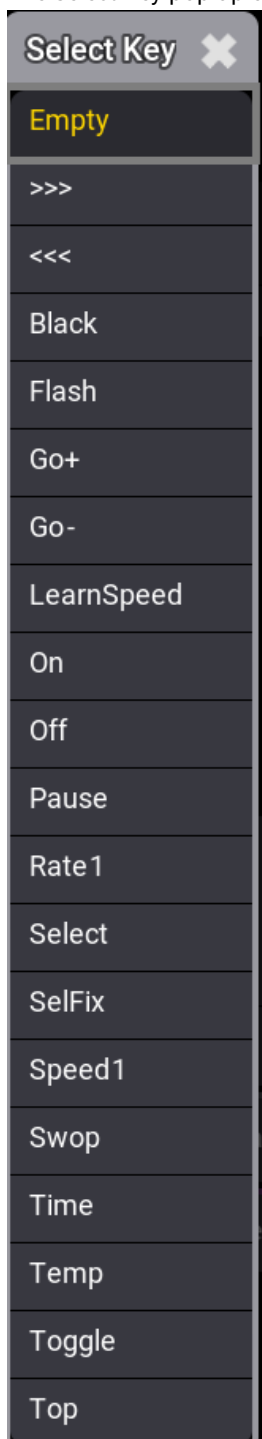 Select Key
Empty
>>>
<<<
Black
Flash
Go+
Go-
LearnSpeed
On
Off
Pause
Rate1
Select
SelFix
Speed1
Swop
Time
Temp
Toggle
Top